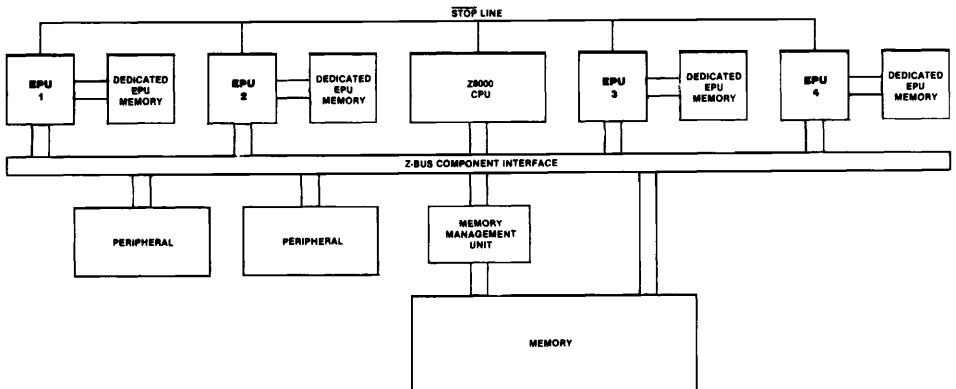 STOP LINE
EPU
1
DEDICATED
EPU
MEMORY
EPU
2
DEDICATED
EPU
MEMORY
Z8000
CPU
EPU
3
DEDICATED
EPU
MEMORY
EPU
4
DEDICATED
EPU
MEMORY
Z-BUS COMPONENT INTERFACE
PERIPHERAL
PERIPHERAL
MEMORY
MANAGEMENT
UNIT
MEMORY